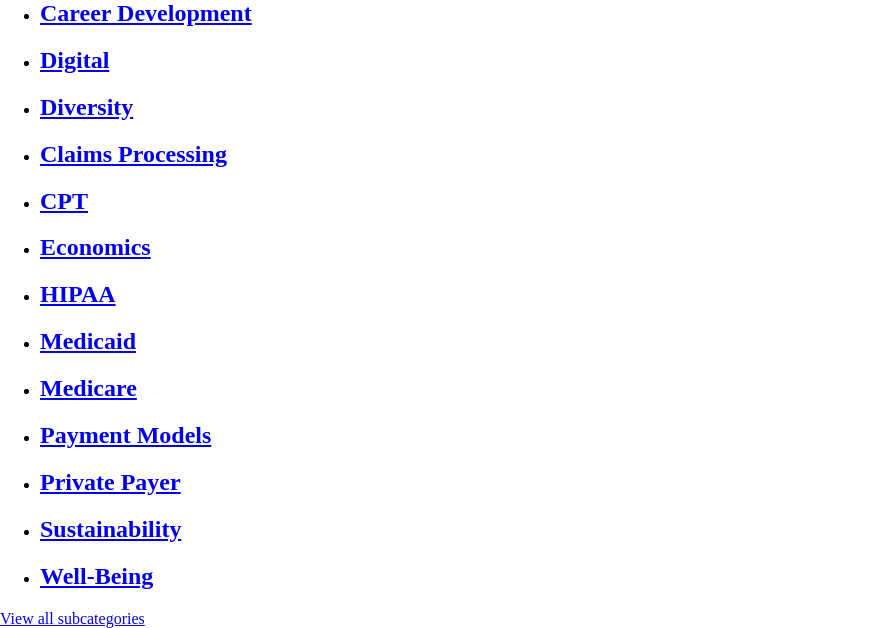 Career Development
Digital
Diversity
Claims Processing
CPT
Economics
HIPAA
Medicaid
Medicare
Payment Models
Private Payer
Sustainability
Well-Being
View all subcategories